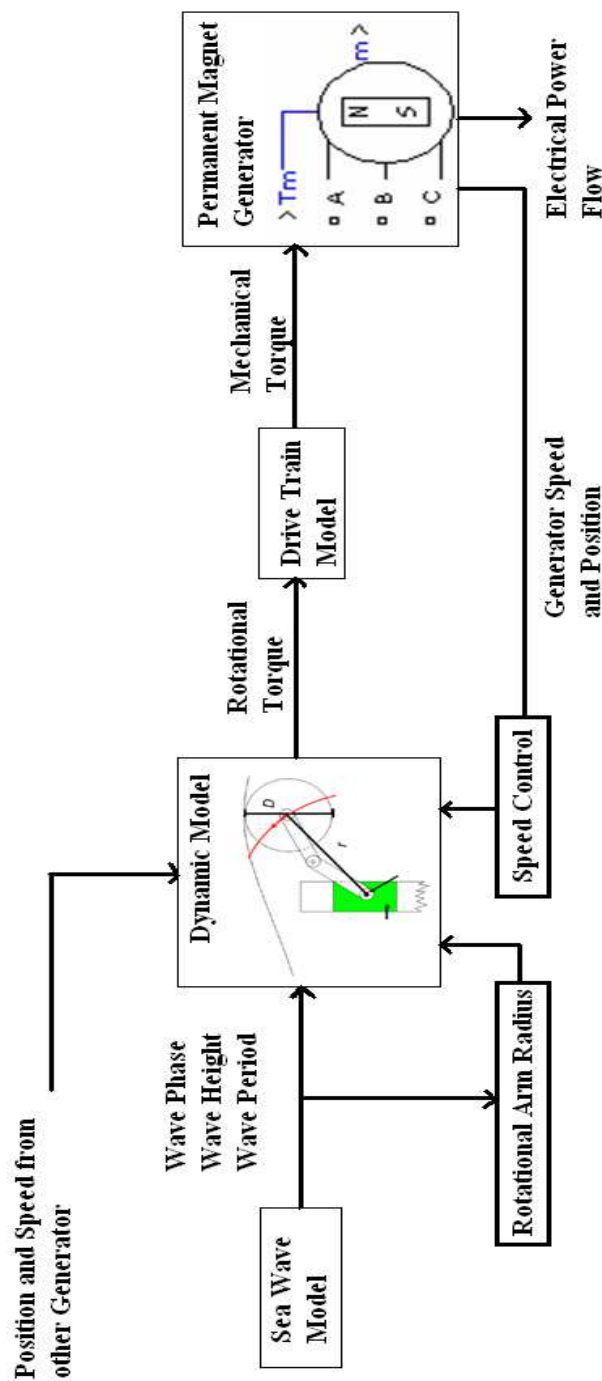 Position and Speed from
other Generator
Sea Wave
Model
Wave Phase
Wave Height
Wave Period
Rotational Arm Radius
Dynamic Model
D
r
Speed Control
Rotational
Torque
Drive Train
Model
Mechanical
Torque
Generator Speed
and Position
Permanent Magnet
Generator
>Tm
m>
A
B
C
N
S
Electrical Power
Flow